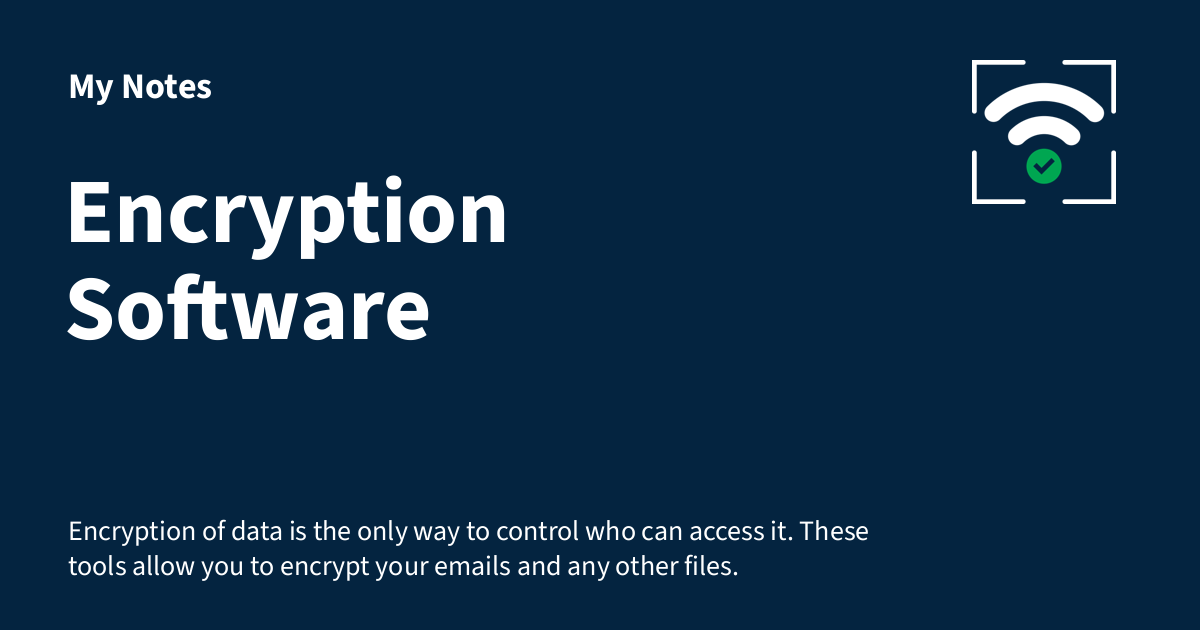 My Notes
Encryption
Software
Encryption of data is the only way to control who can access it. These
tools allow you to encrypt your emails and any other files.